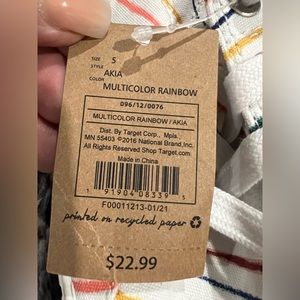 SIZE S
STYLE AKIA
COLOR MULTICOLOR RAINBOW
096/12/0076
MULTICOLOR RAINBOW / AKIA
Dist. By Target Corp., Mpls.
MN 55403 ©2016 National Brand,Inc.
All Rights Reserved Shop Target.com
Made in China
1 91904 08339 5
F00011213-01/21
printed on recycled paper
$22.99